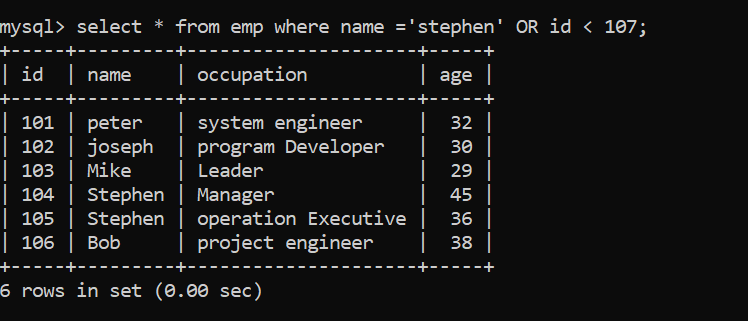 mysql> select * from emp where name ='stephen' OR id < 107;
+-----+---------+---------------------+-----+
| id  | name    | occupation          | age |
+-----+---------+---------------------+-----+
| 101 | peter   | system engineer     |  32 |
| 102 | joseph  | program Developer   |  30 |
| 103 | Mike    | Leader              |  29 |
| 104 | Stephen | Manager             |  45 |
| 105 | Stephen | operation Executive |  36 |
| 106 | Bob     | project engineer    |  38 |
+-----+---------+---------------------+-----+
6 rows in set (0.00 sec)